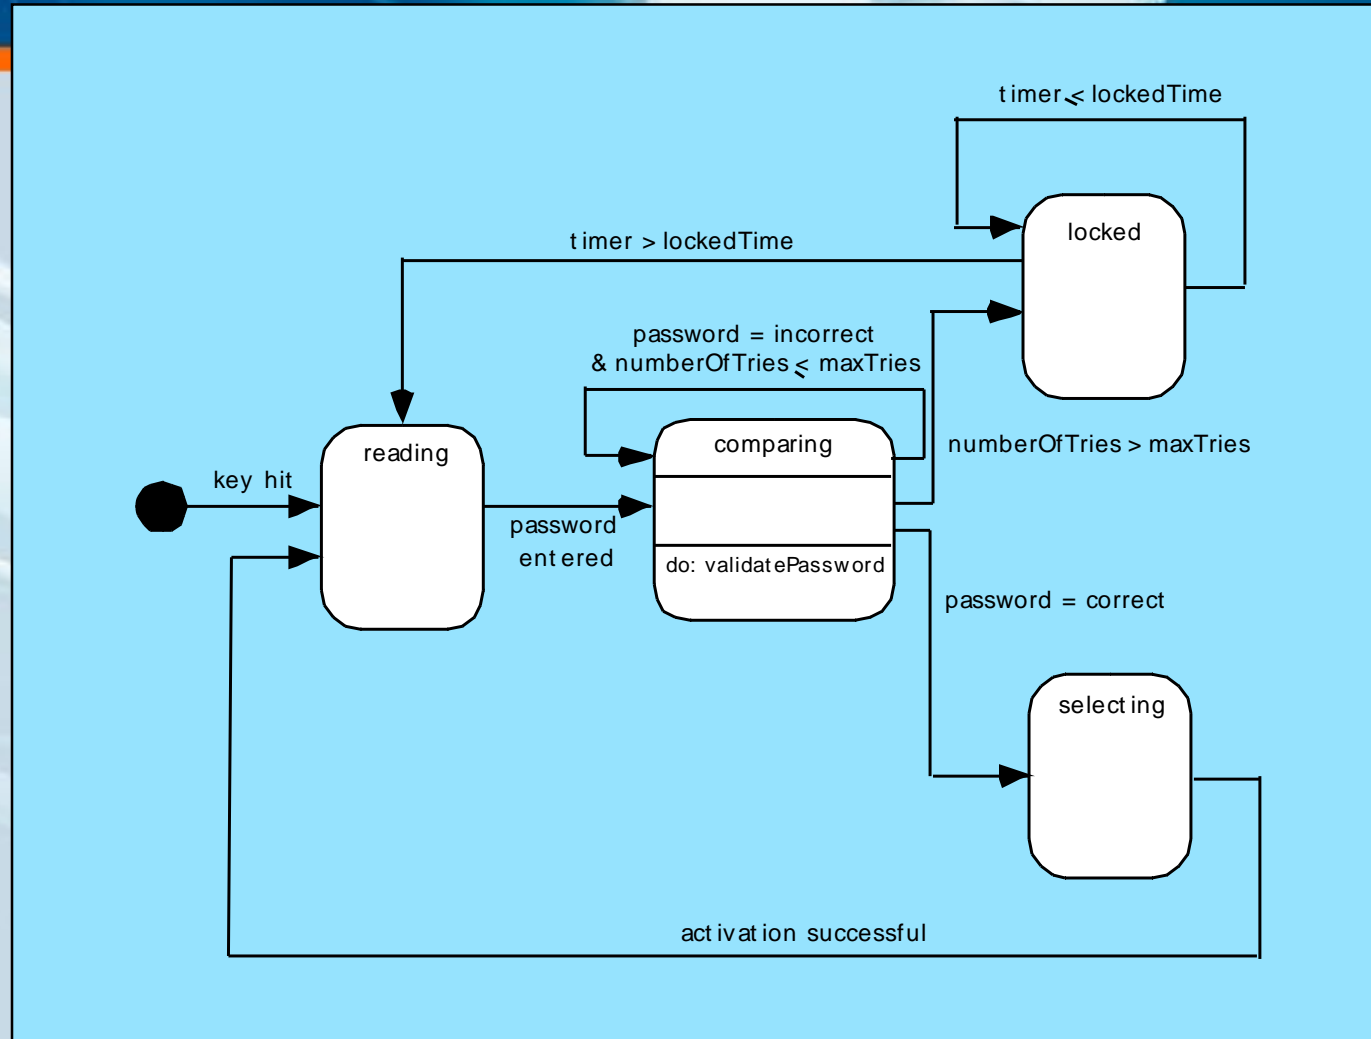 timer ≤ lockedTime
locked
timer > lockedTime
password = incorrect
& numberOfTries ≤ maxTries
comparing
numberOfTries > maxTries
reading
key hit
password
entered
do: validatePassword
password = correct
selecting
activation successful